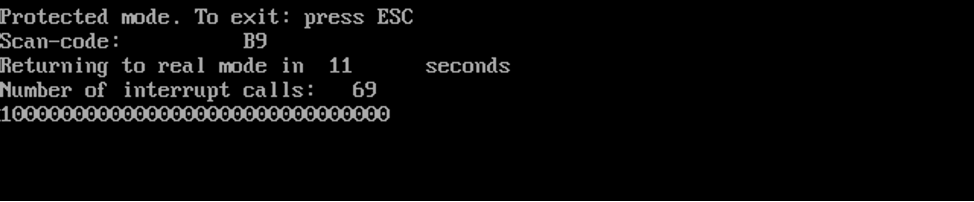 Protected mode. To exit: press ESC
Scan-code:          B9
Returning to real mode in  11      seconds
Number of interrupt calls:   69
10000000000000000000000000000000